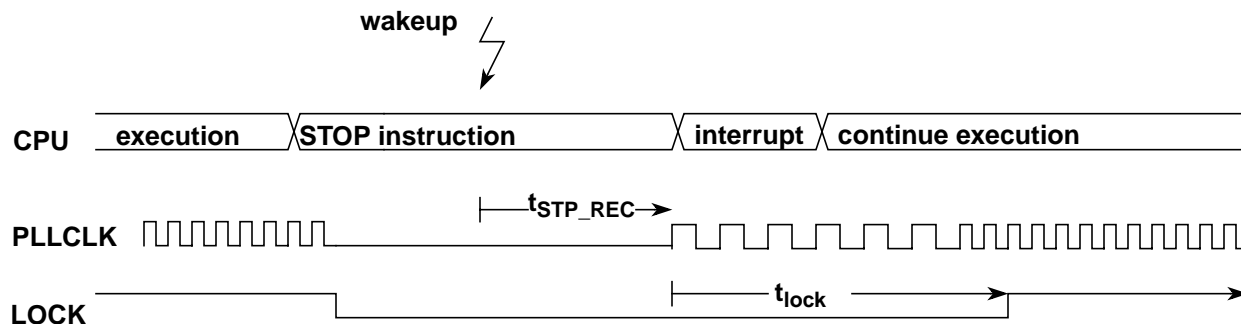 wakeup
CPU execution STOP instruction interrupt continue execution
tSTP_REC
PLLCLK
tlock
LOCK